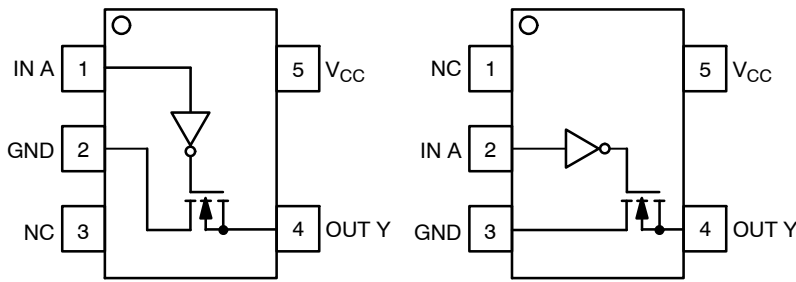 IN A 1
5 VCC
GND 2
NC 3
4 OUT Y
NC 1
5 VCC
IN A 2
GND 3
4 OUT Y